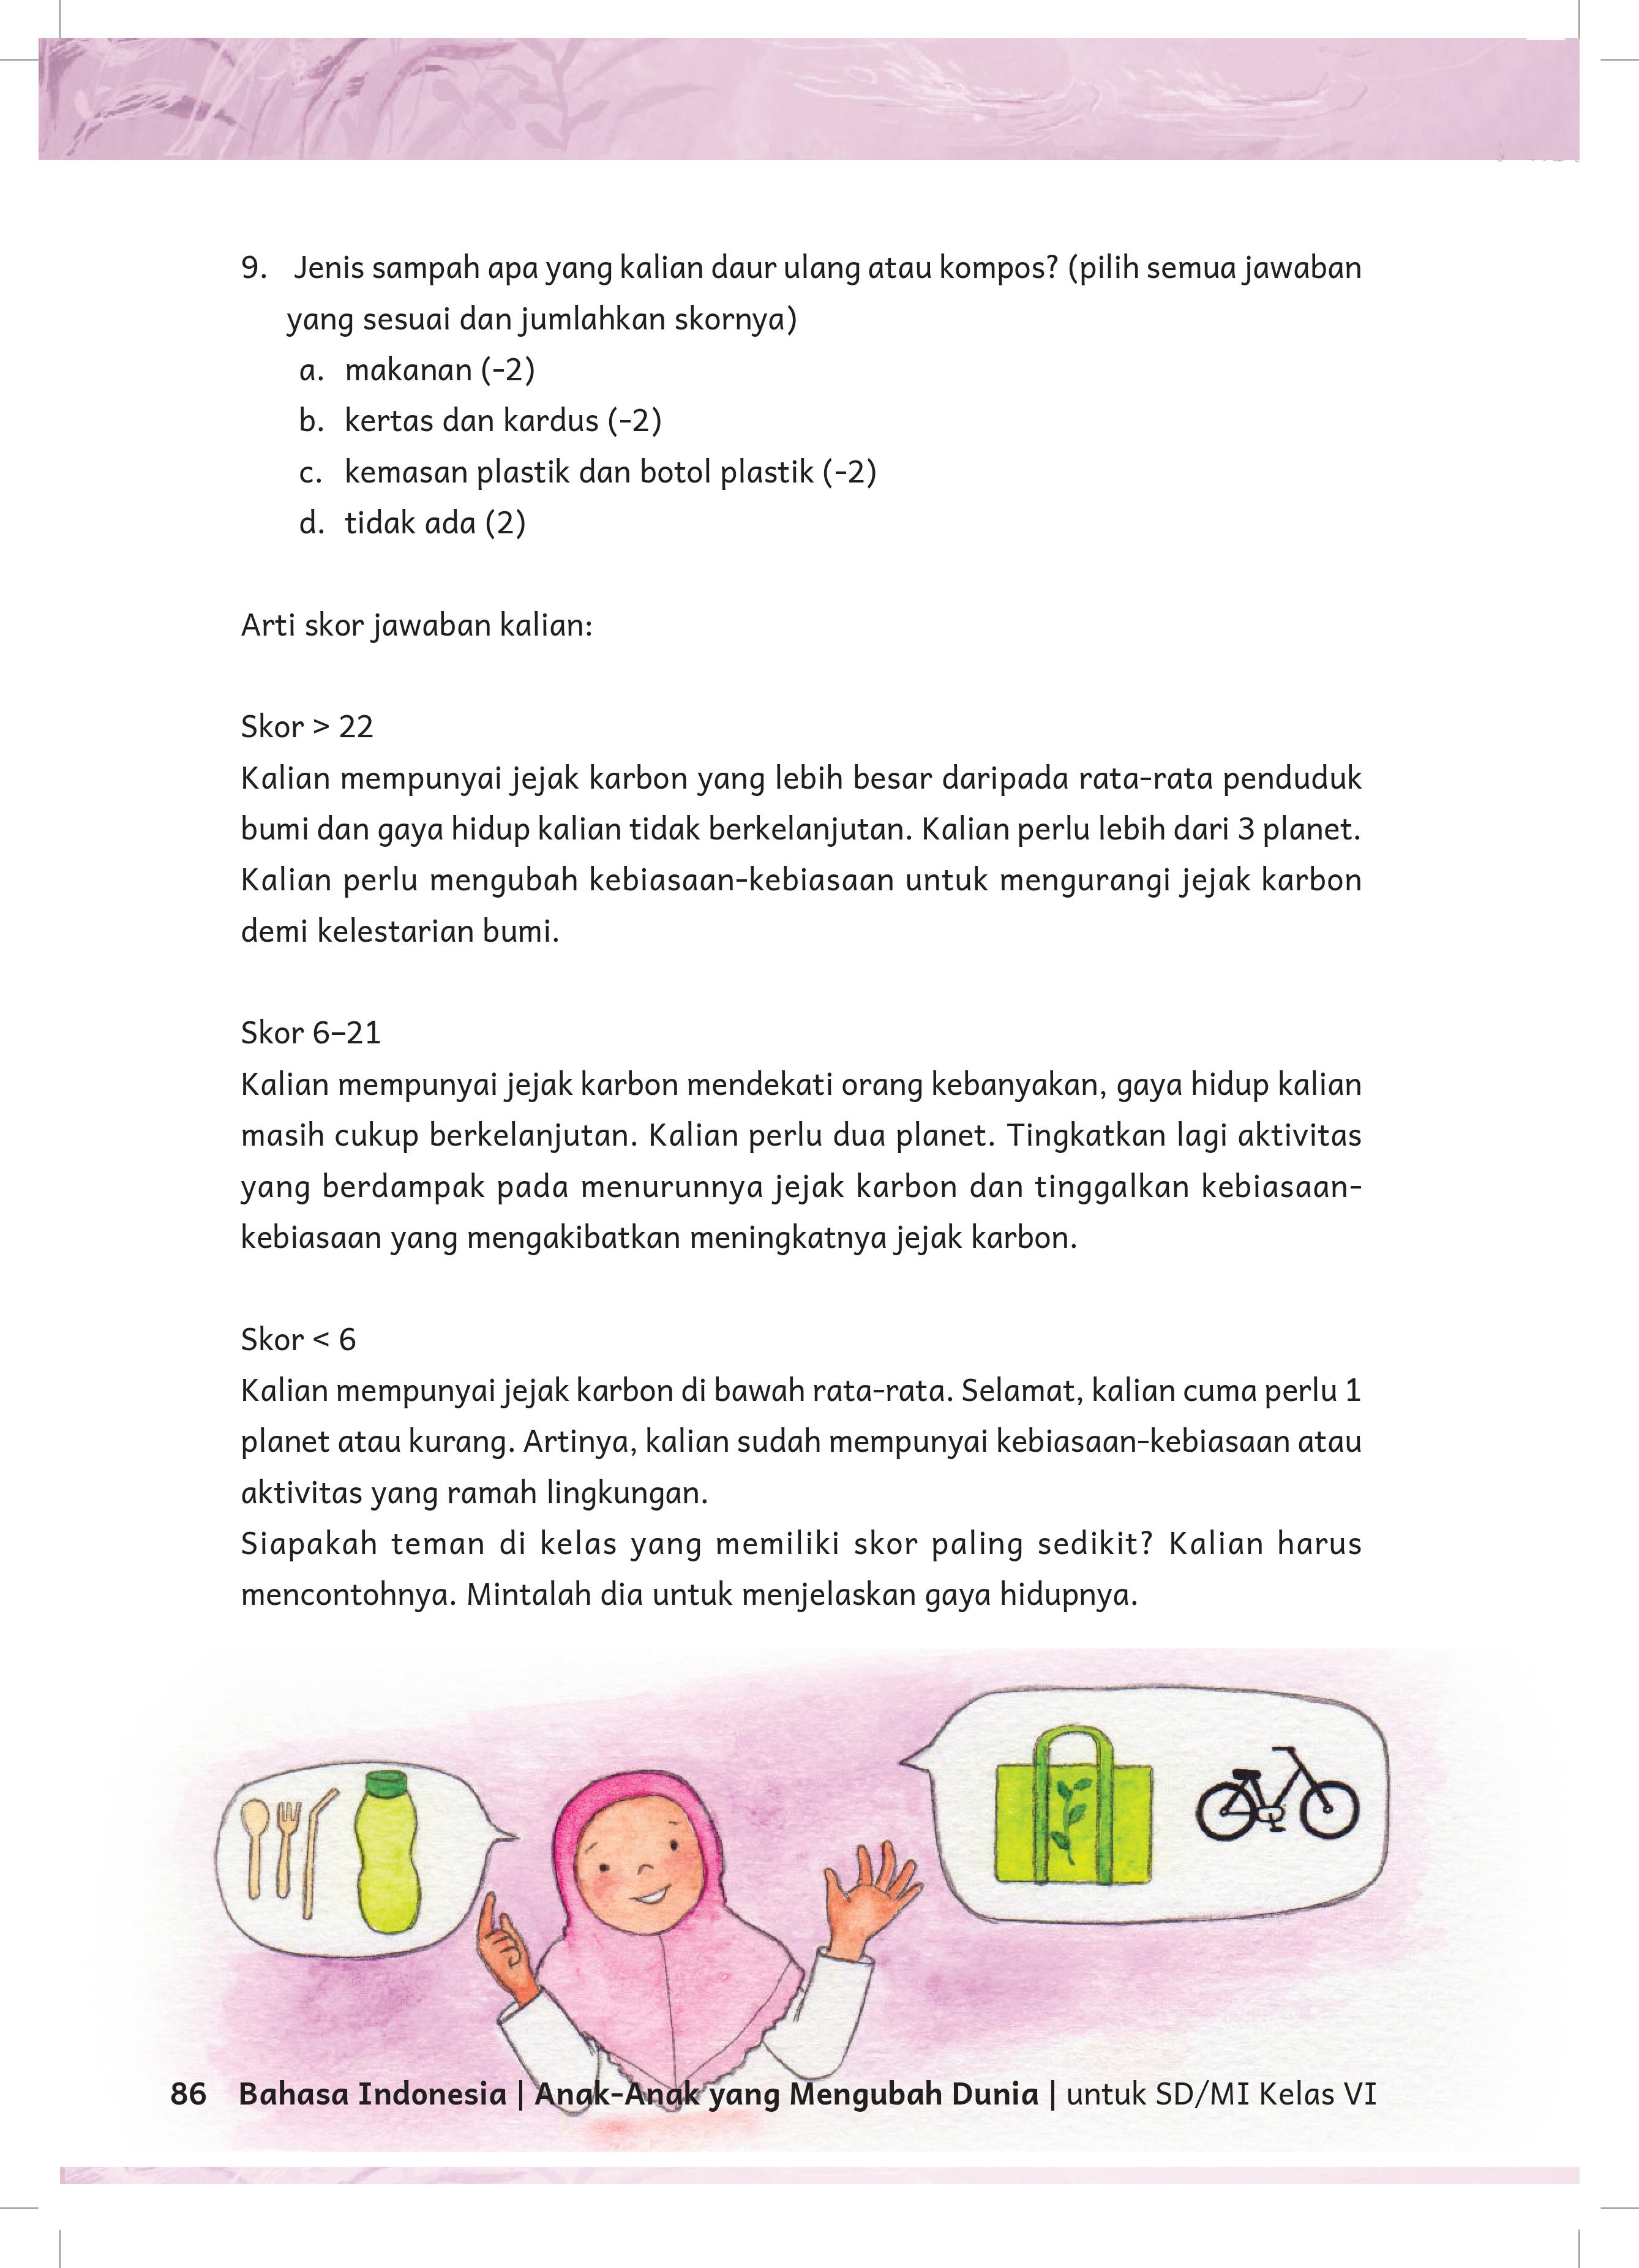 9. Jenis sampah apa yang kalian daur ulang atau kompos? (pilih semua jawaban
yang sesuai dan jumlahkan skornya)
a. makanan (-2)
b. kertas dan kardus (-2)
c. kemasan plastik dan botol plastik (-2)
d. tidak ada (2)
Arti skor jawaban kalian:
Skor > 22
Kalian mempunyai jejak karbon yang lebih besar daripada rata-rata penduduk
bumi dan gaya hidup kalian tidak berkelanjutan. Kalian perlu lebih dari 3 planet.
Kalian perlu mengubah kebiasaan-kebiasaan untuk mengurangi jejak karbon
demi kelestarian bumi.
Skor 6–21
Kalian mempunyai jejak karbon mendekati orang kebanyakan, gaya hidup kalian
masih cukup berkelanjutan. Kalian perlu dua planet. Tingkatkan lagi aktivitas
yang berdampak pada menurunnya jejak karbon dan tinggalkan kebiasaan-
kebiasaan yang mengakibatkan meningkatnya jejak karbon.
Skor < 6
Kalian mempunyai jejak karbon di bawah rata-rata. Selamat, kalian cuma perlu 1
planet atau kurang. Artinya, kalian sudah mempunyai kebiasaan-kebiasaan atau
aktivitas yang ramah lingkungan.
Siapakah teman di kelas yang memiliki skor paling sedikit? Kalian harus
mencontohnya. Mintalah dia untuk menjelaskan gaya hidupnya.
86 Bahasa Indonesia | Anak-Anak yang Mengubah Dunia | untuk SD/MI Kelas VI